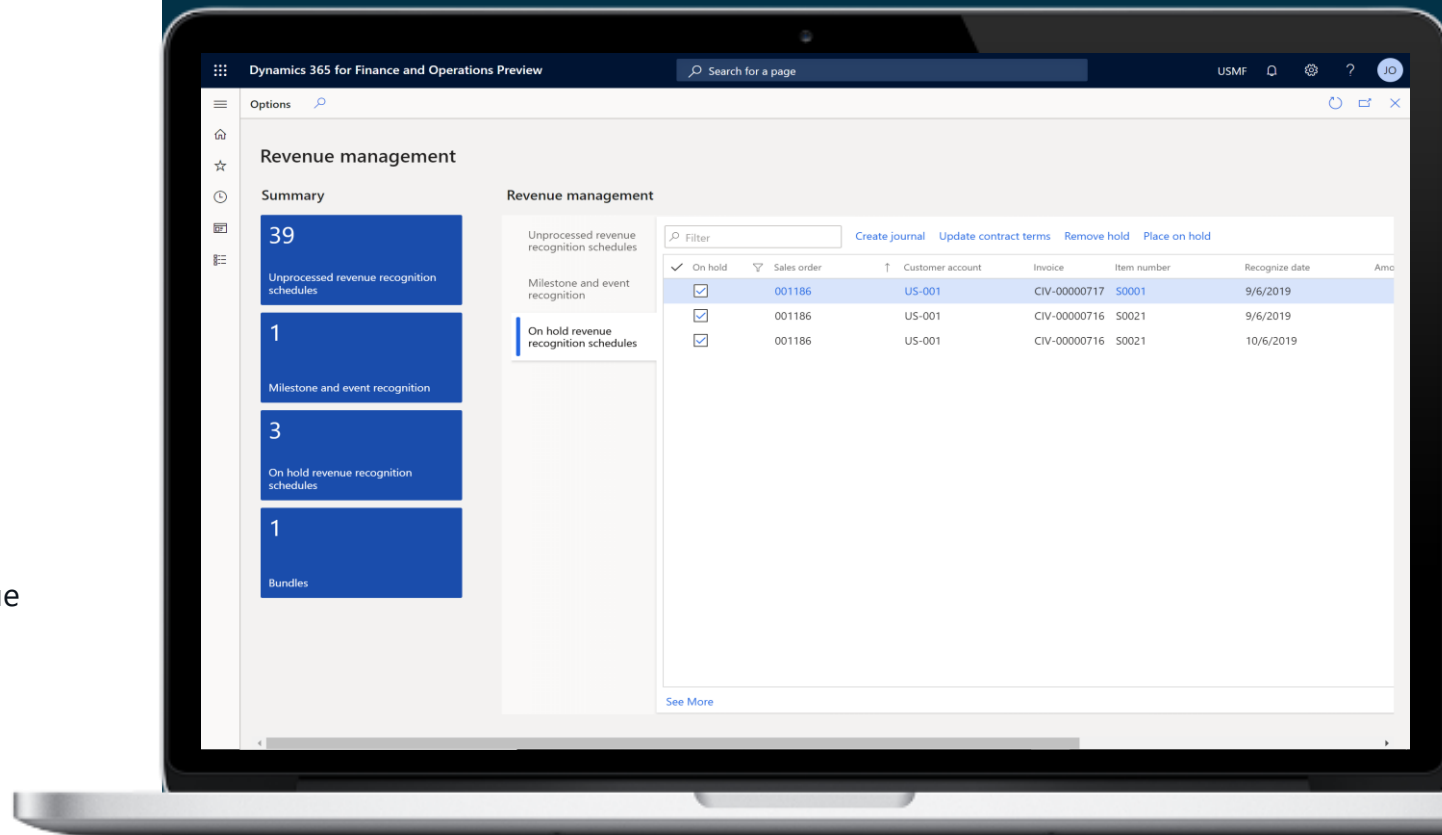 Dynamics 365 for Finance and Operations Preview
Search for a page
USMF
?
JO
Options
Revenue management
Summary
39
Unprocessed revenue recognition
schedules
1
Milestone and event recognition
3
On hold revenue recognition
schedules
1
Bundles
Revenue management
Unprocessed revenue
recognition schedules
Milestone and event
recognition
On hold revenue
recognition schedules
Filter
Create journal Update contract terms Remove hold Place on hold
On hold Sales order Customer account Invoice Item number Recognize date Amo
001186 US-001 CIV-00000717 S0001 9/6/2019
001186 US-001 CIV-00000716 S0021 9/6/2019
001186 US-001 CIV-00000716 S0021 10/6/2019
See More